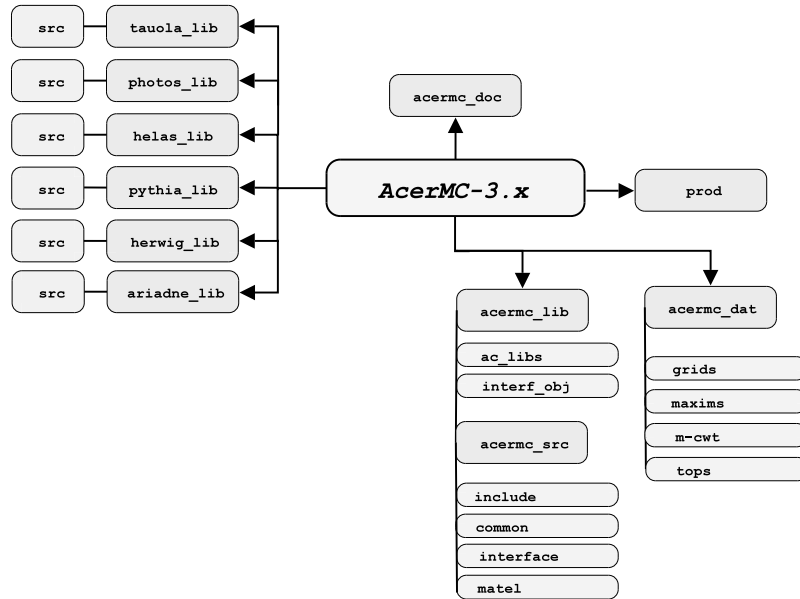 src
tauola_lib
src
photos_lib
src
helas_lib
src
pythia_lib
src
herwig_lib
src
ariadne_lib
acermc_doc
AcerMC-3.x
prod
acermc_lib
ac_libs
interf_obj
acermc_src
include
common
interface
matel
acermc_dat
grids
maxims
m-cwt
tops